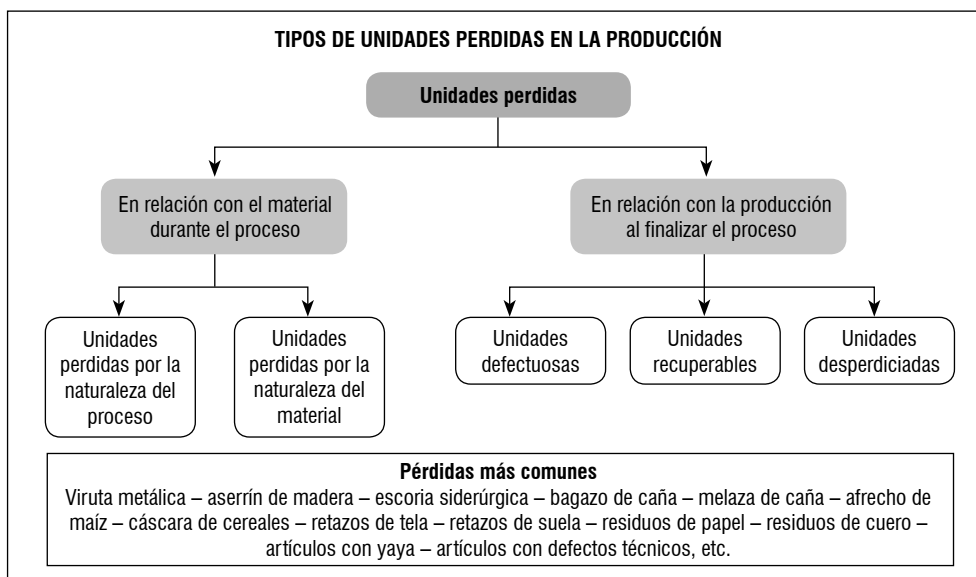 TIPOS DE UNIDADES PERDIDAS EN LA PRODUCCIÓN
Unidades perdidas
En relación con el material
durante el proceso
En relación con la producción
al finalizar el proceso
Unidades
perdidas por la
naturaleza del
proceso
Unidades
perdidas por la
naturaleza del
material
Unidades
defectuosas
Unidades
recuperables
Unidades
desperdiciadas
Pérdidas más comunes
Viruta metálica – aserrín de madera – escoria siderúrgica – bagazo de caña – melaza de caña – afrecho de
maíz – cáscara de cereales – retazos de tela – retazos de suela – residuos de papel – residuos de cuero –
artículos con yaya – artículos con defectos técnicos, etc.